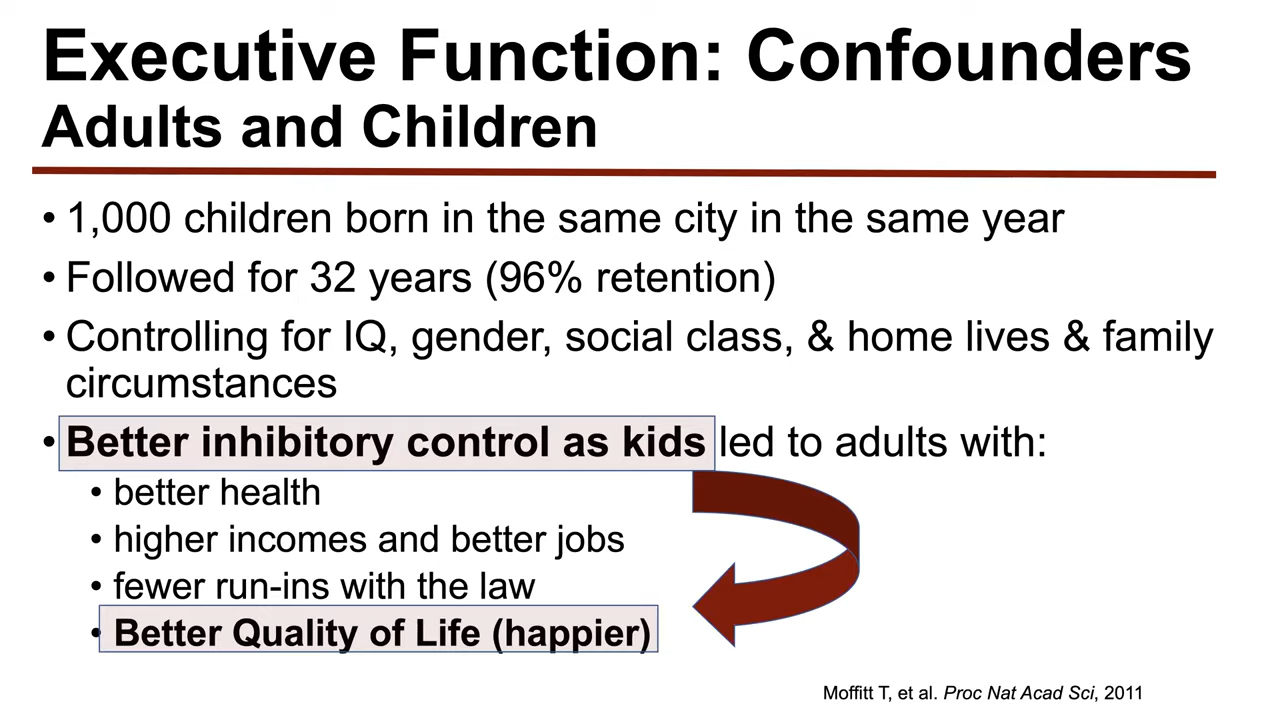 Executive Function: Confounders
Adults and Children
• 1,000 children born in the same city in the same year
• Followed for 32 years (96% retention)
• Controlling for IQ, gender, social class, & home lives & family
circumstances
• Better inhibitory control as kids led to adults with:
• better health
• higher incomes and better jobs
• fewer run-ins with the law
• Better Quality of Life (happier)
Moffitt T, et al. Proc Nat Acad Sci, 2011